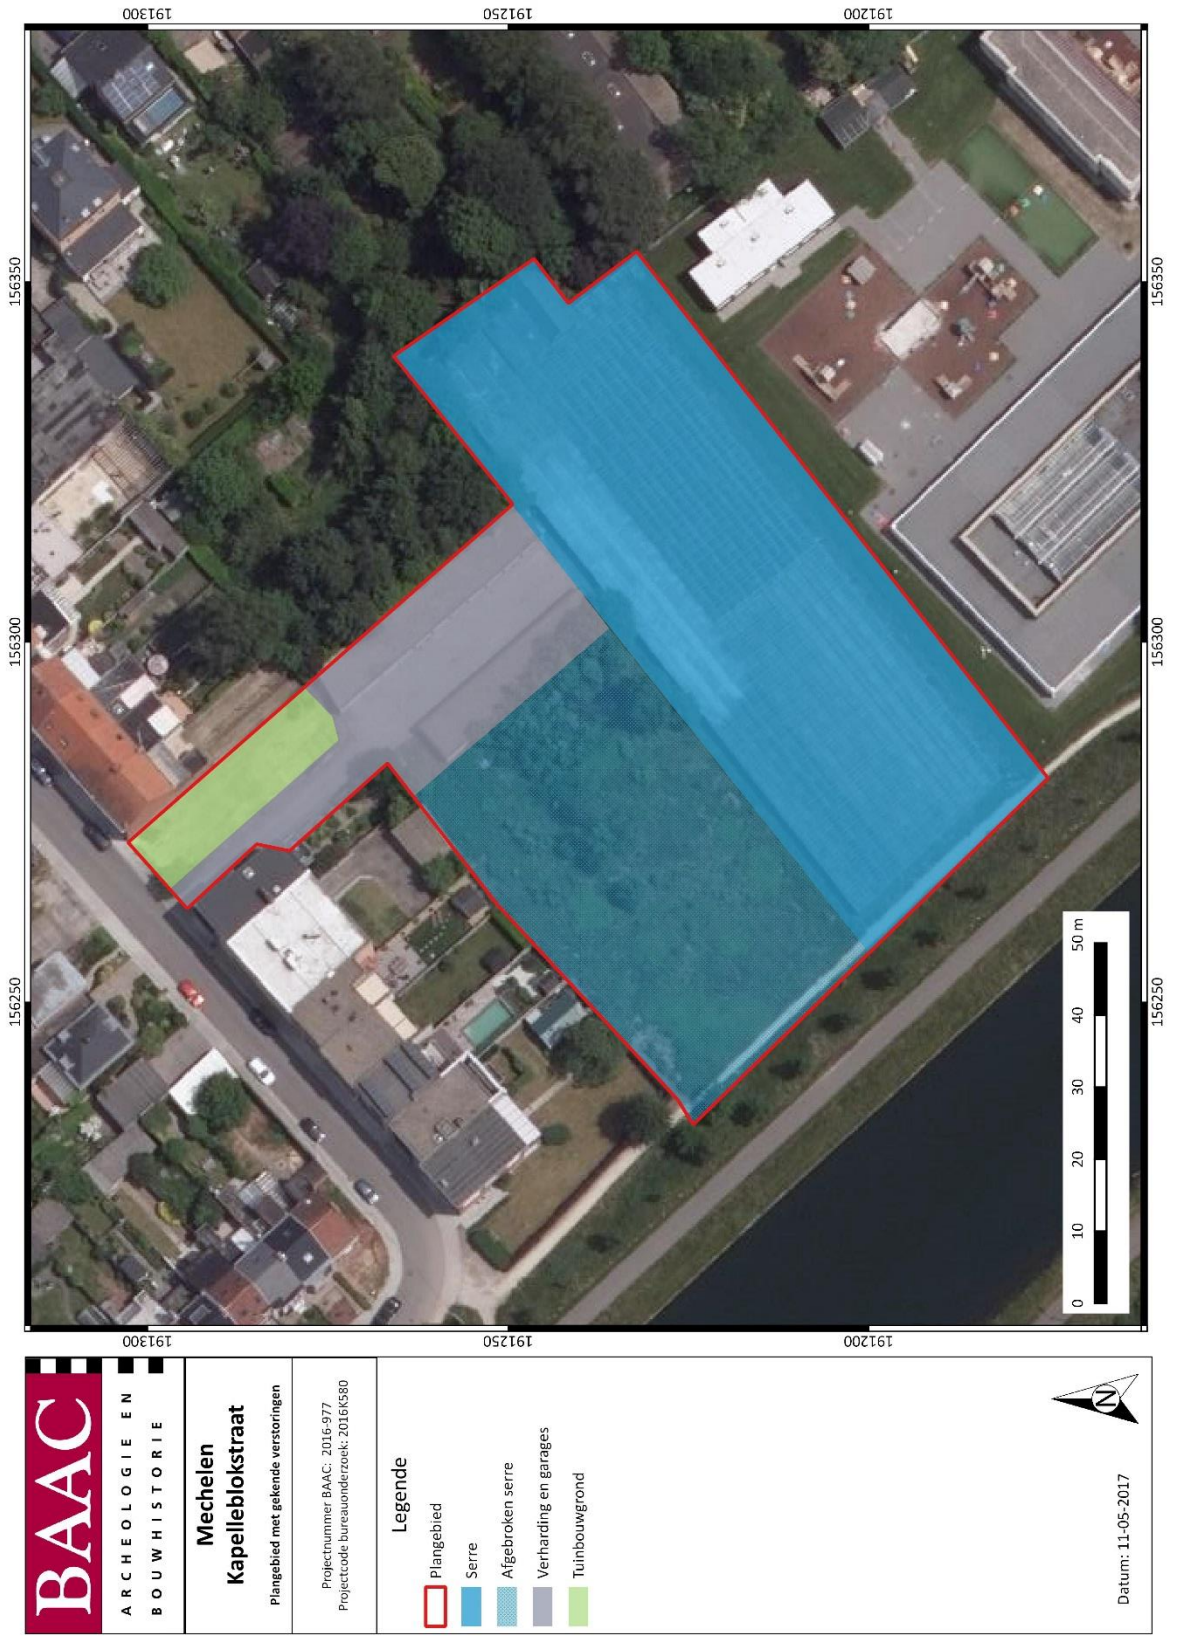 BAAC
ARCHEOLOGIE EN
BOUWHISTORIE
Mechelen
Kapelleblokstraat
Plangebied met gekende verstoringen
Projectnummer BAAC: 2016-977
Projectcode bureauonderzoek: 2016K580
Legende
Plangebied
Serre
Afgebroken serre
Verharding en garages
Tuinbouwgrond
N
Datum: 11-05-2017
156250
156300
156350
191300
191300
191250
191250
191200
191200
0 10 20 30 40 50 m
156250
156300
156350